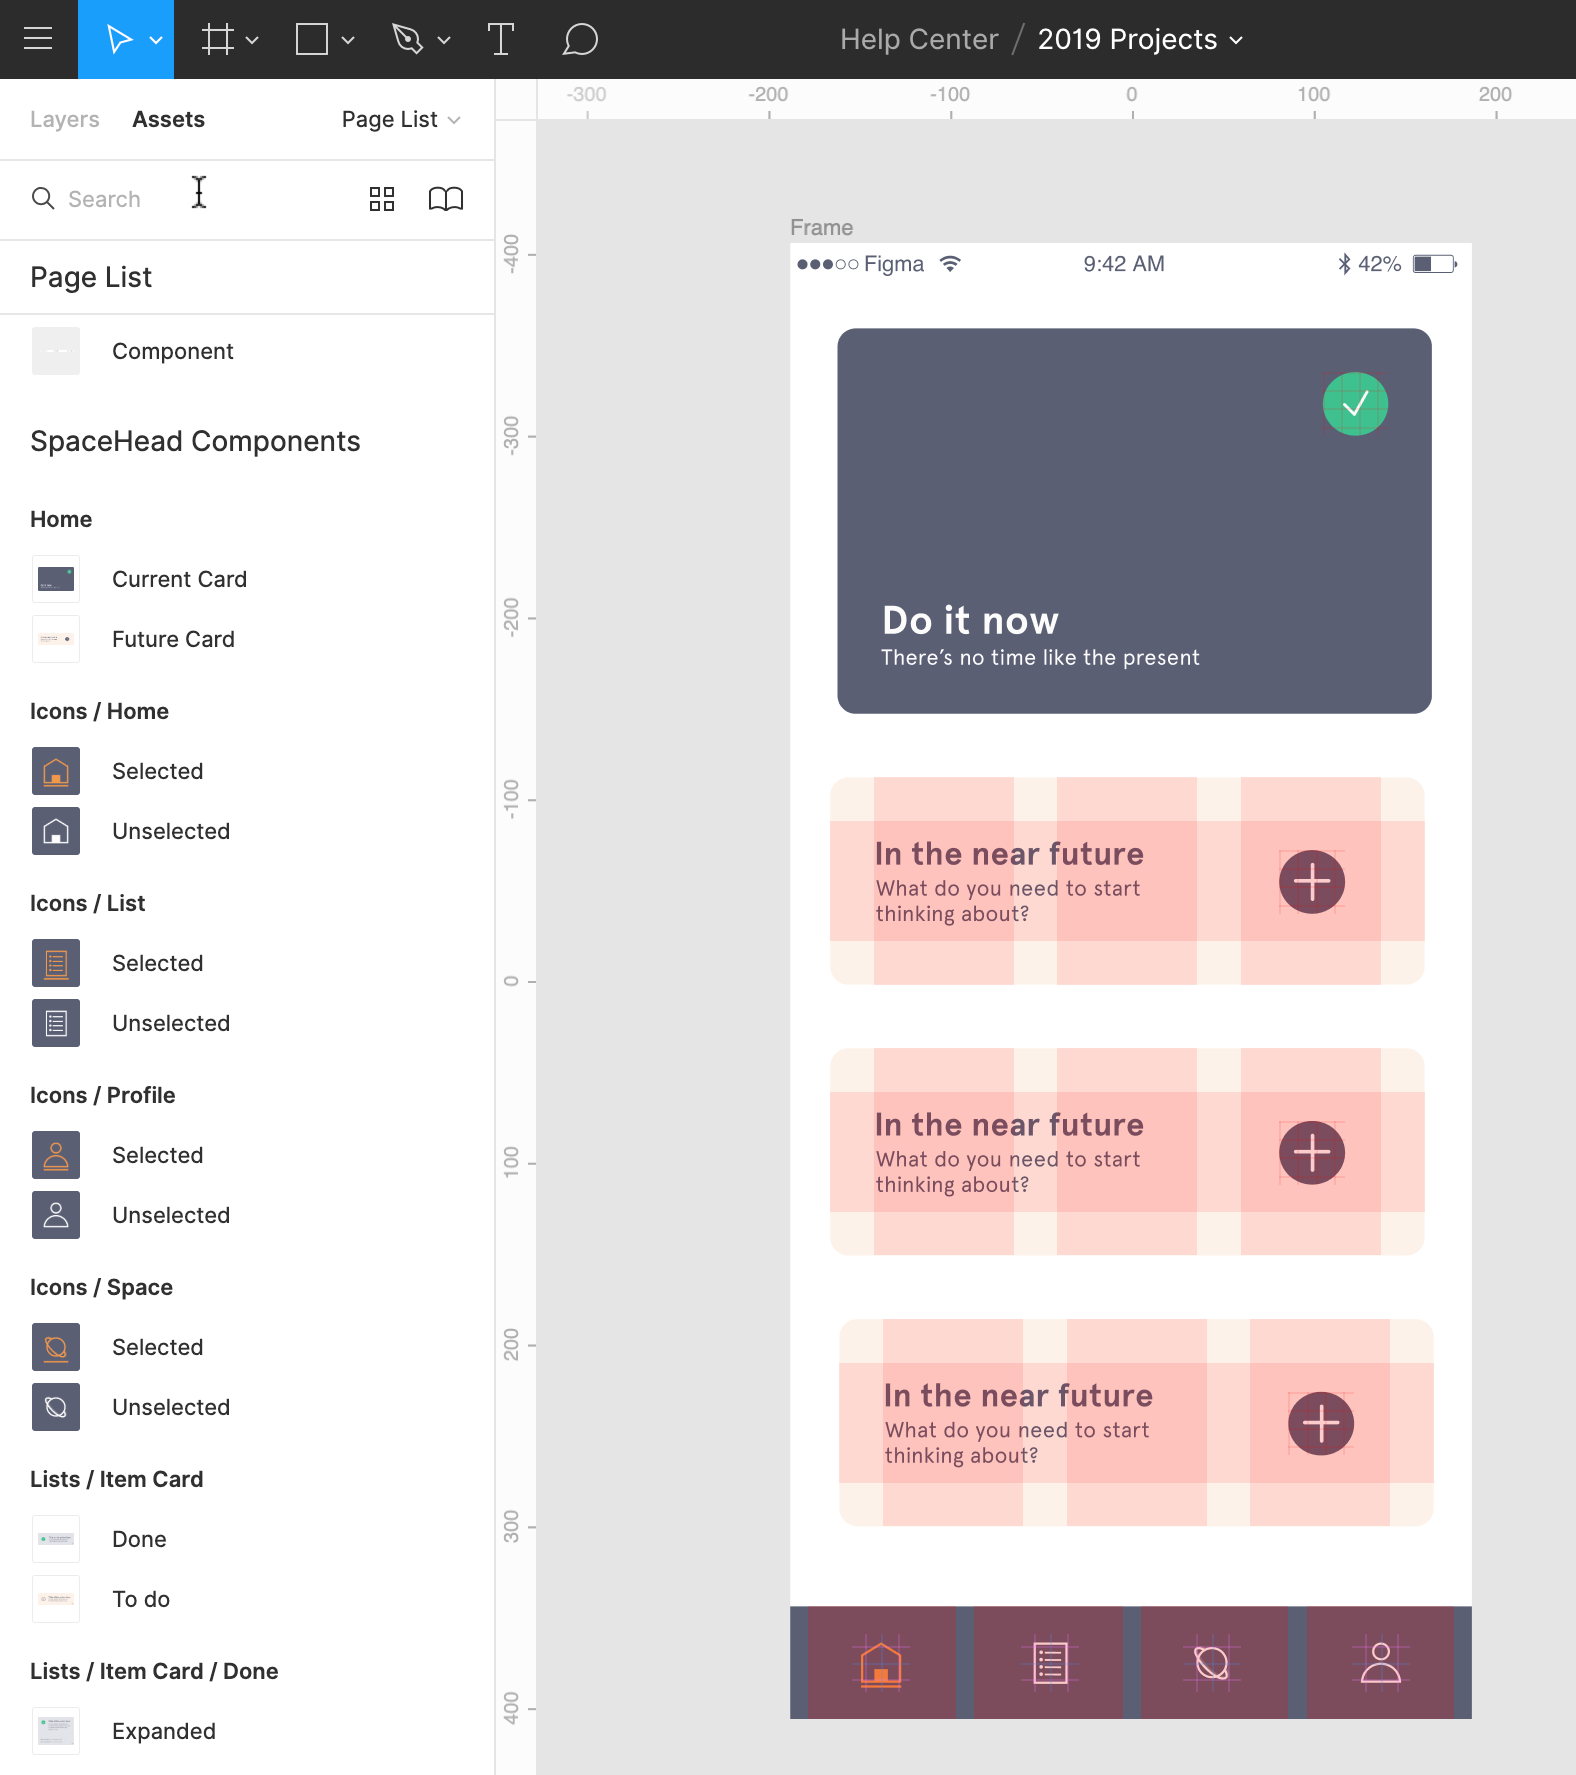 Help Center / 2019 Projects
Layers
Assets
Page List
Search
Page List
Component
SpaceHead Components
Home
Current Card
Future Card
Icons / Home
Selected
Unselected
Icons / List
Selected
Unselected
Icons / Profile
Selected
Unselected
Icons / Space
Selected
Unselected
Lists / Item Card
Done
To do
Lists / Item Card / Done
Expanded
-300 -200 -100 0 100 200
-400
-300
-200
-100
0
100
200
300
400
Frame
Figma 9:42 AM 42%
Do it now
There’s no time like the present
In the near future
What do you need to start
thinking about?
In the near future
What do you need to start
thinking about?
In the near future
What do you need to start
thinking about?